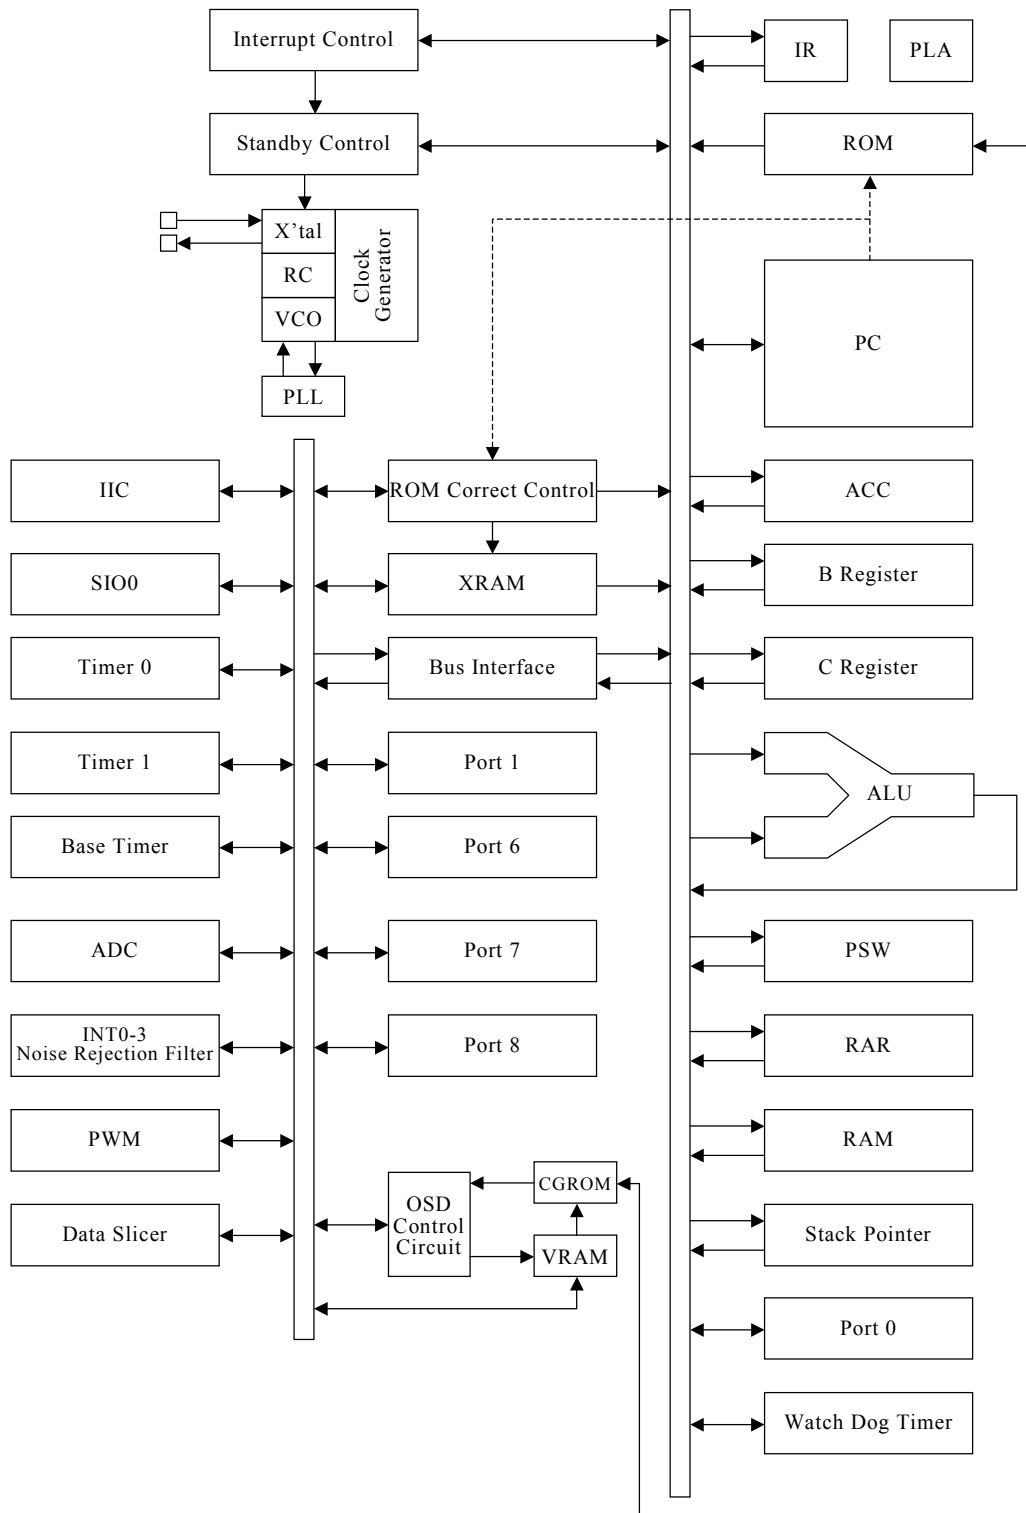 Interrupt Control
IR
PLA
Standby Control
ROM
X'tal
RC
VCO
Clock
Generator
PC
PLL
IIC
ROM Correct Control
ACC
SIO0
XRAM
B Register
Timer 0
Bus Interface
C Register
Timer 1
Port 1
ALU
Base Timer
Port 6
ADC
Port 7
PSW
INT0-3
Noise Rejection Filter
Port 8
RAR
PWM
RAM
CGROM
OSD
Control
Circuit
Data Slicer
VRAM
Stack Pointer
Port 0
Watch Dog Timer